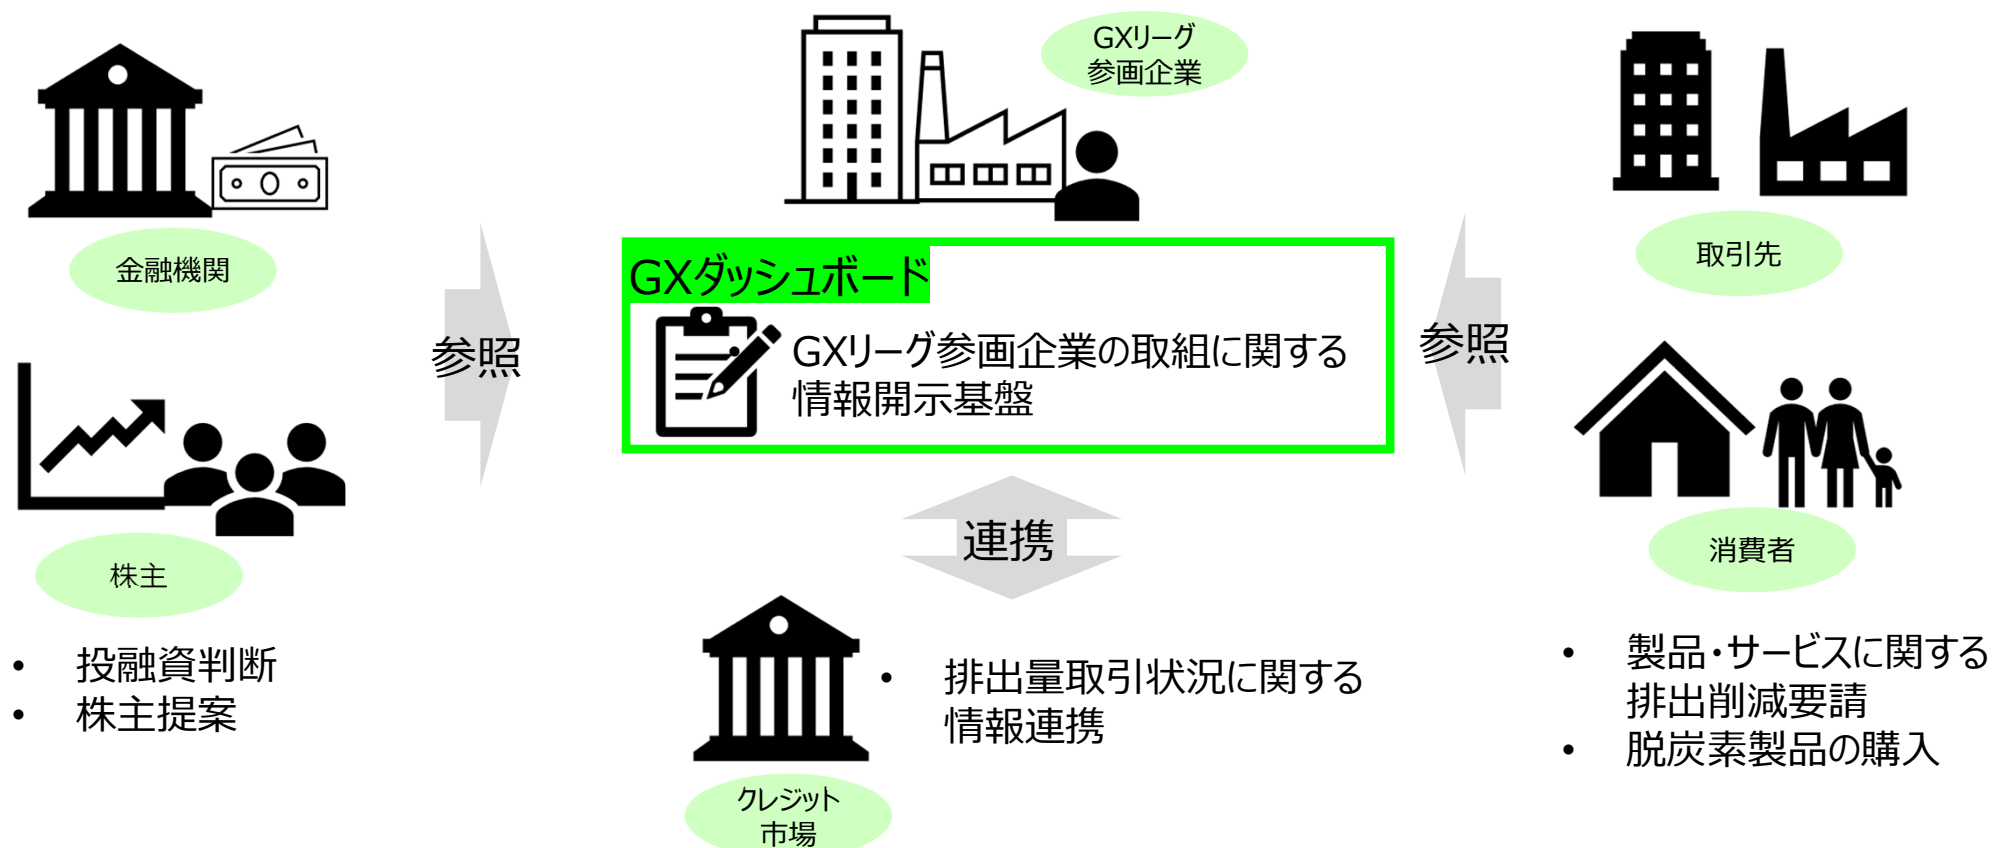 GXリーグ
参画企業
金融機関
株主
• 投融資判断
• 株主提案
参照
GXダッシュボード
GXリーグ参画企業の取組に関する
情報開示基盤
連携
• 排出量取引状況に関する
情報連携
クレジット
市場
参照
取引先
消費者
• 製品・サービスに関する
排出削減要請
• 脱炭素製品の購入